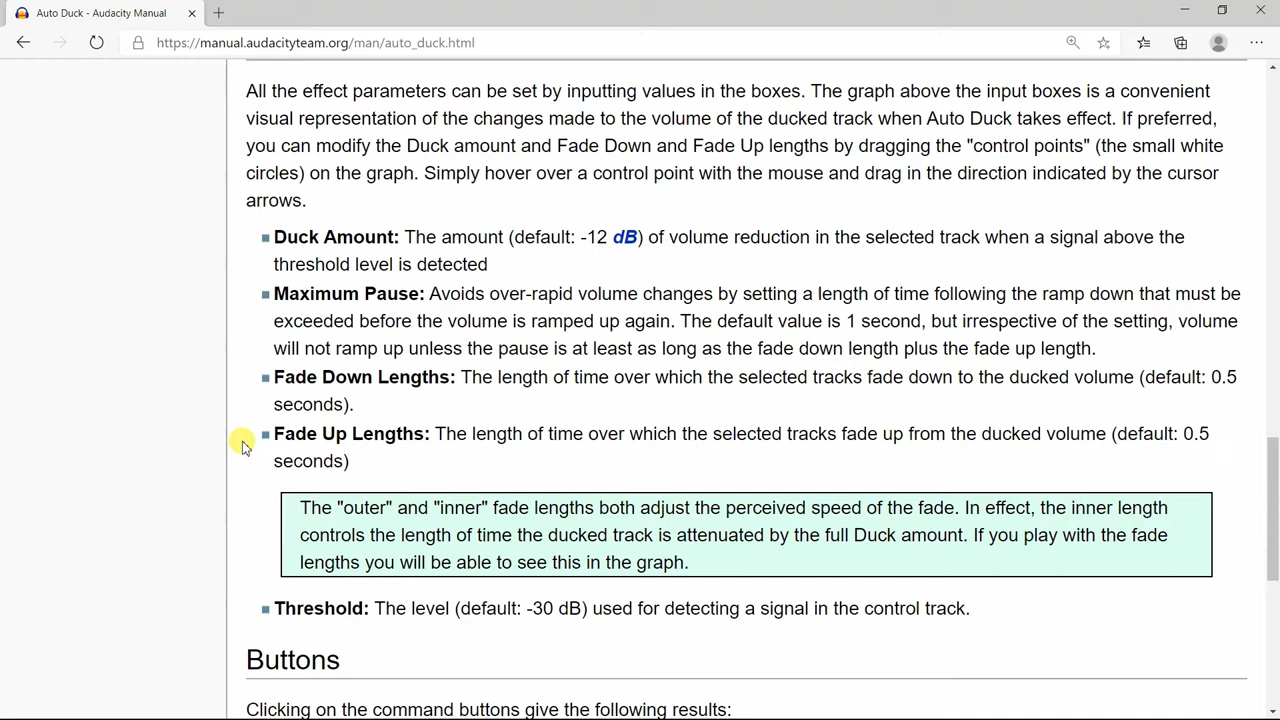 Auto Duck - Audacity Manual
https://manual.audacityteam.org/man/auto_duck.html
All the effect parameters can be set by inputting values in the boxes. The graph above the input boxes is a convenient
visual representation of the changes made to the volume of the ducked track when Auto Duck takes effect. If preferred,
you can modify the Duck amount and Fade Down and Fade Up lengths by dragging the "control points" (the small white
circles) on the graph. Simply hover over a control point with the mouse and drag in the direction indicated by the cursor
arrows.
Duck Amount: The amount (default: -12 dB) of volume reduction in the selected track when a signal above the
threshold level is detected
Maximum Pause: Avoids over-rapid volume changes by setting a length of time following the ramp down that must be
exceeded before the volume is ramped up again. The default value is 1 second, but irrespective of the setting, volume
will not ramp up unless the pause is at least as long as the fade down length plus the fade up length.
Fade Down Lengths: The length of time over which the selected tracks fade down to the ducked volume (default: 0.5
seconds).
Fade Up Lengths: The length of time over which the selected tracks fade up from the ducked volume (default: 0.5
seconds)
The "outer" and "inner" fade lengths both adjust the perceived speed of the fade. In effect, the inner length
controls the length of time the ducked track is attenuated by the full Duck amount. If you play with the fade
lengths you will be able to see this in the graph.
Threshold: The level (default: -30 dB) used for detecting a signal in the control track.
Buttons
Clicking on the command buttons give the following results: